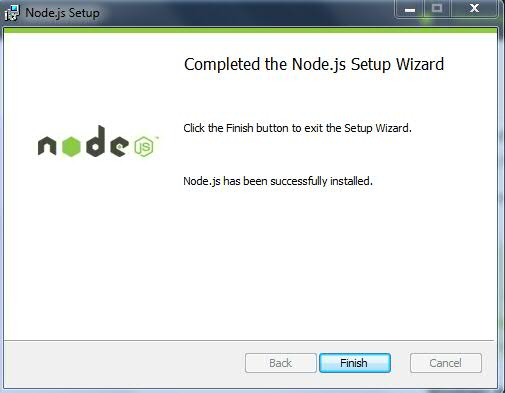 Node.js Setup
Completed the Node.js Setup Wizard
Click the Finish button to exit the Setup Wizard.
node JS™
Node.js has been successfully installed.
Back
Finish
Cancel